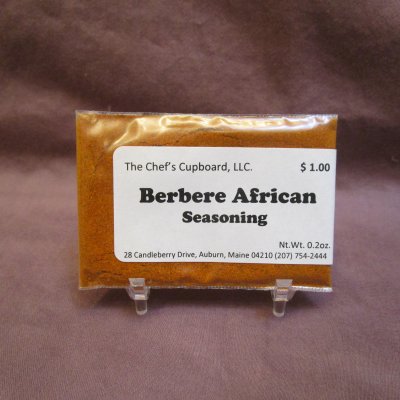 The Chef's Cupboard, LLC. $ 1.00
Berbere African
Seasoning
Nt.Wt. 0.2oz.
28 Candleberry Drive, Auburn, Maine 04210 (207) 754-2444